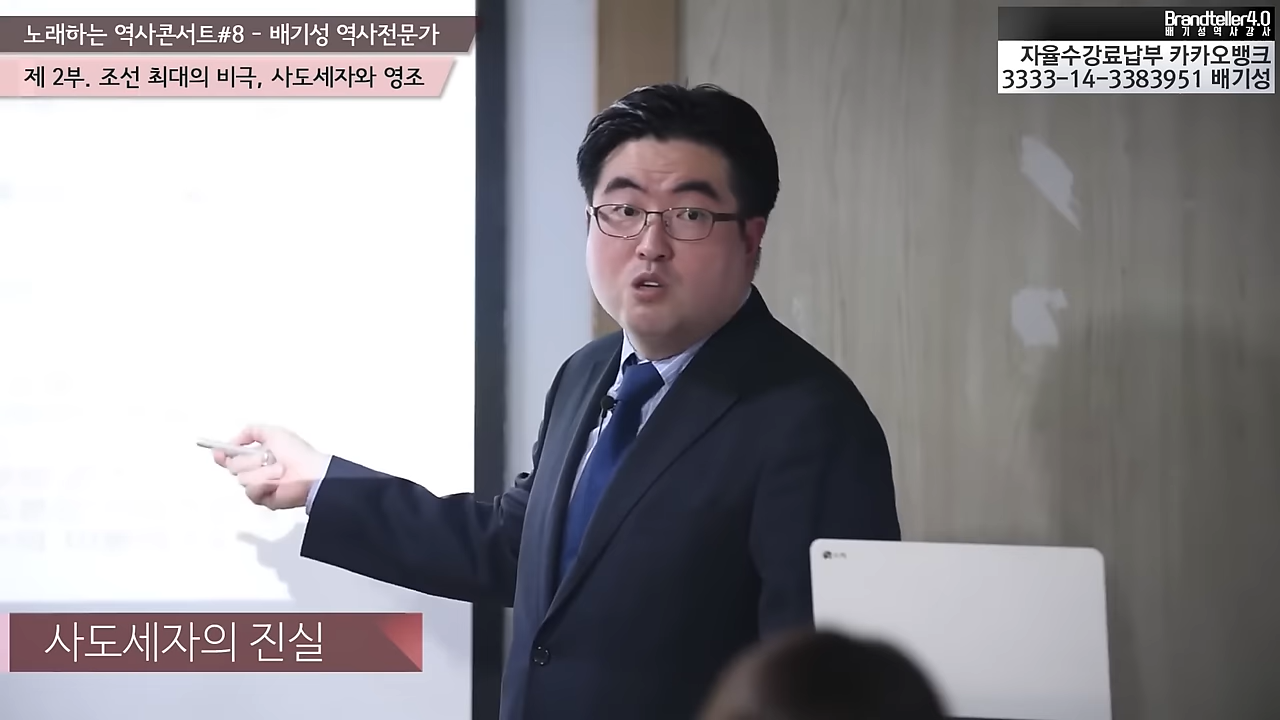 노래하는 역사콘서트#8 - 배기성 역사전문가
제 2부. 조선 최대의 비극, 사도세자와 영조
Brandteller4.0
배기성역사강사
자율수강료납부 카카오뱅크
3333-14-3383951 배기성
사도세자의 진실